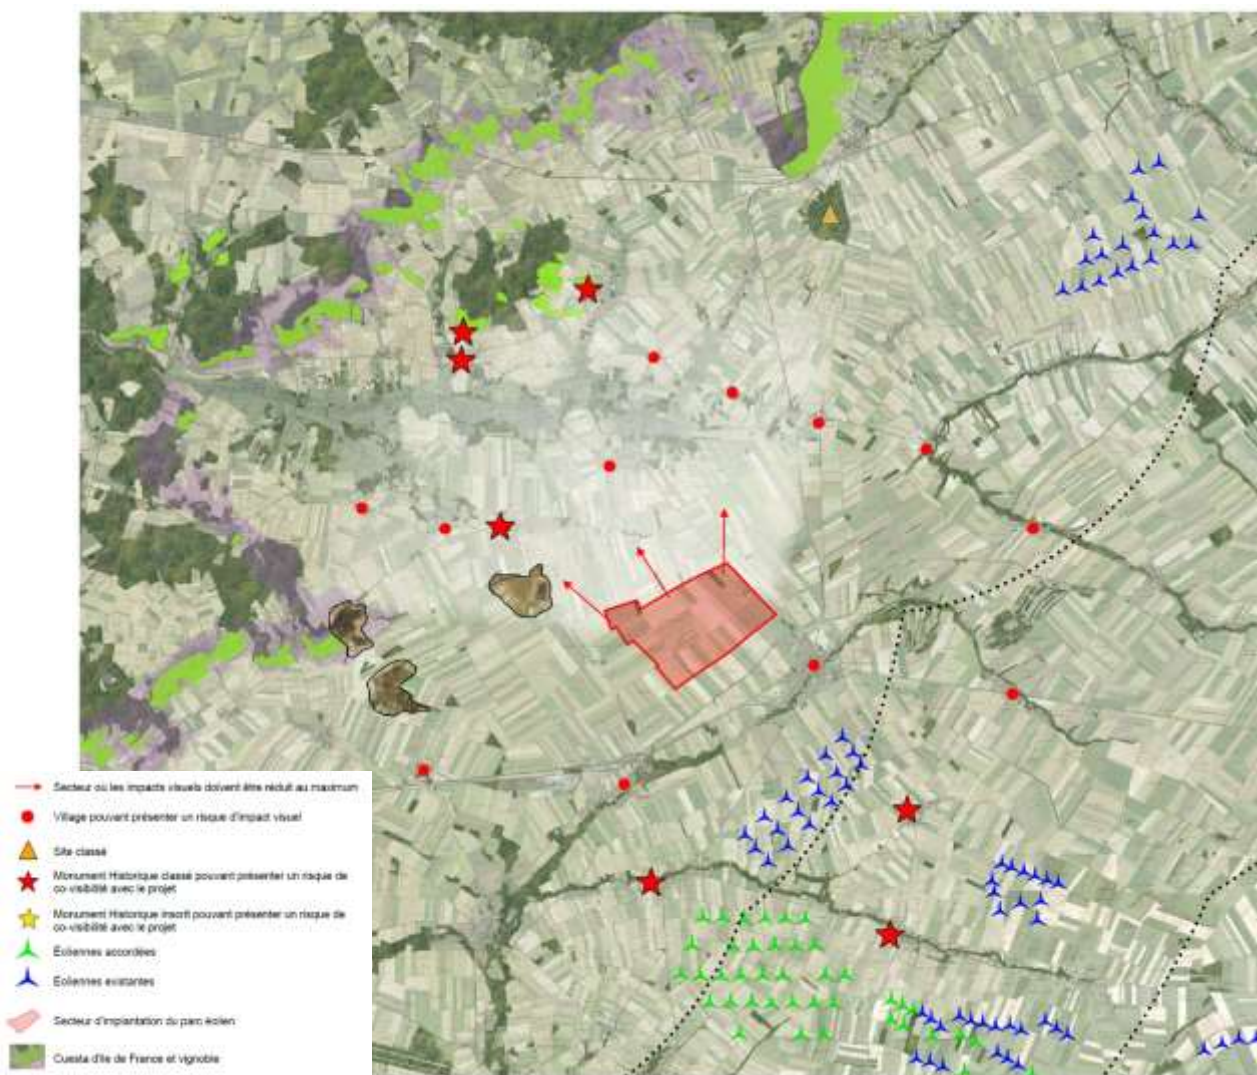 Secteur ou les impacts visuels doivent être réduit au maximum
Village pouvant présenter un risque d'impact visuel
Site classé
Monument Historique classé pouvant présenter un risque de
co-visibilité avec le projet
Monument Historique inscrit pouvant présenter un risque de
co-visibilité avec le projet
Éoliennes accordées
Eoliennes existantes
Secteur d'implantation du parc éolien
Cuesta d'Ile de France et vignoble